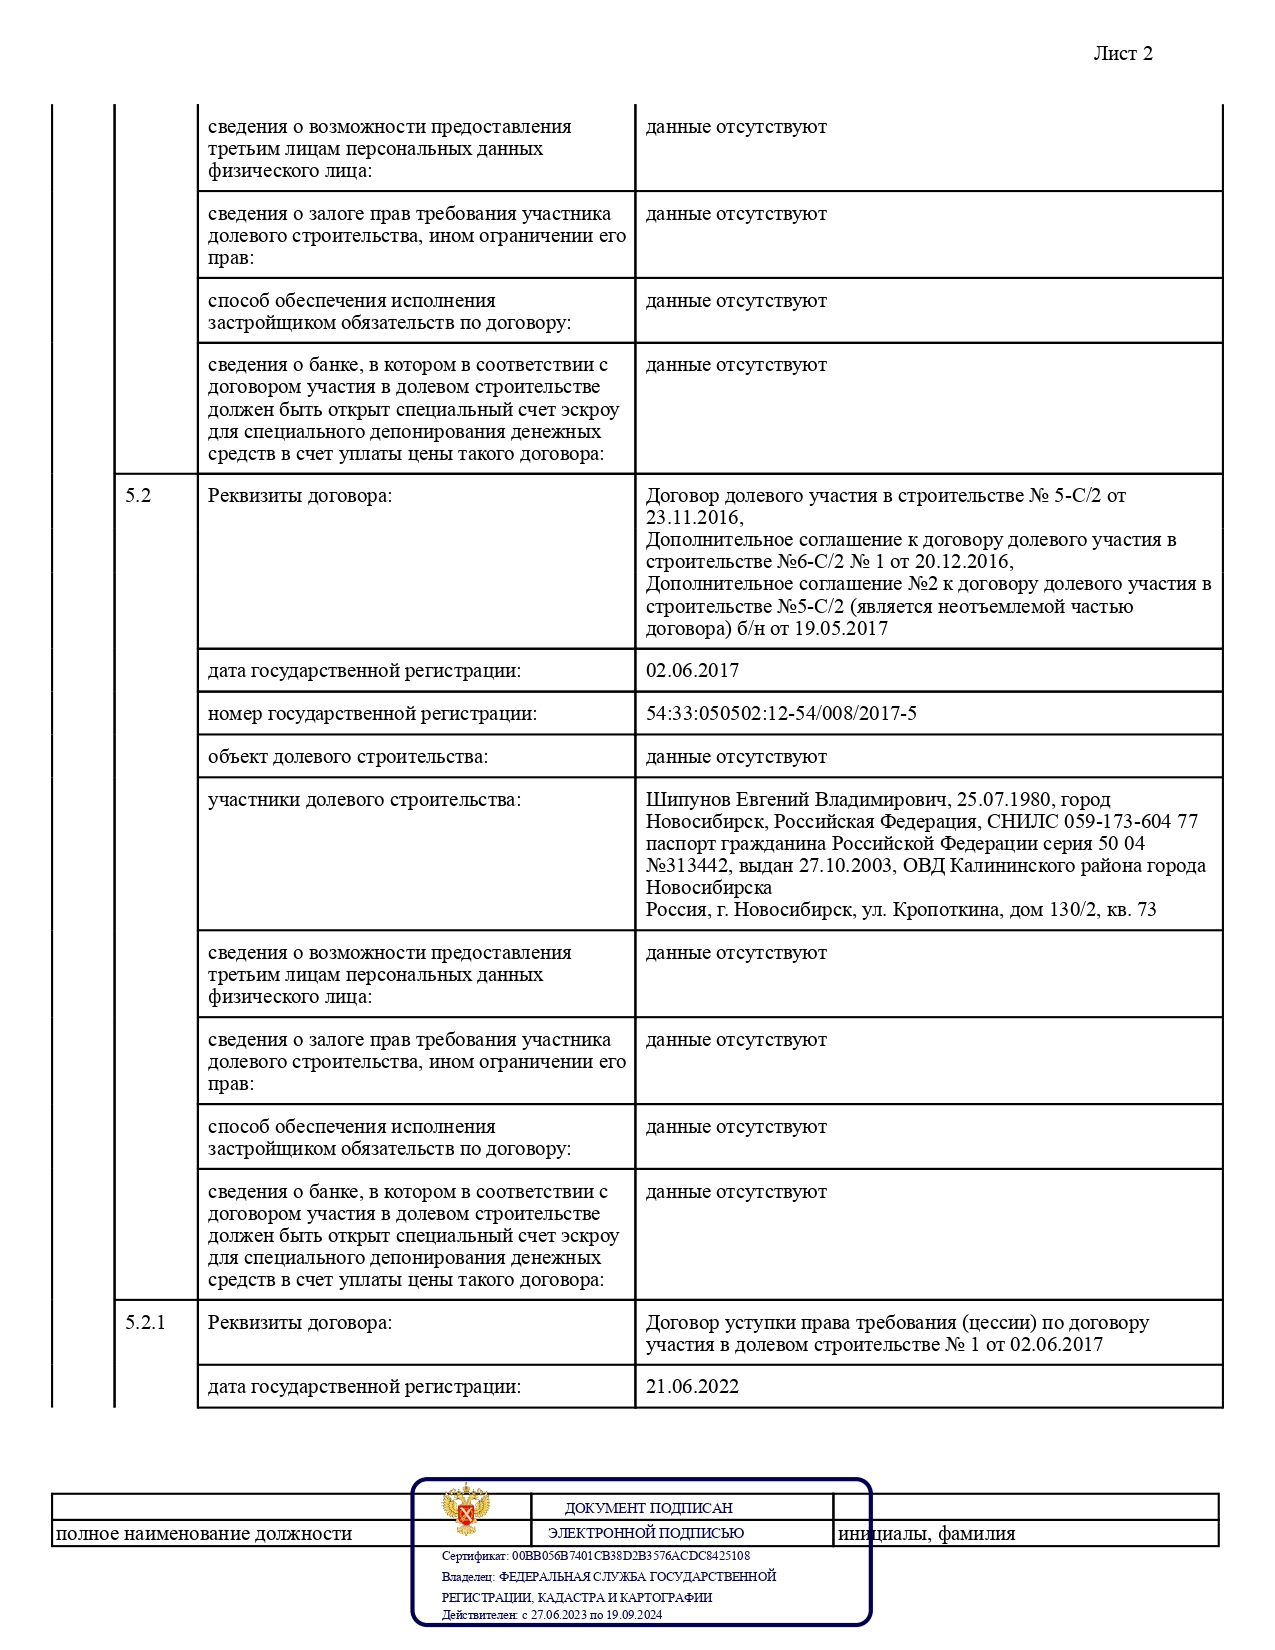 Лист 2
сведения о возможности предоставления
третьим лицам персональных данных
физического лица:
данные отсутствуют
сведения о залоге прав требования участника
долевого строительства, ином ограничении его
прав:
данные отсутствуют
способ обеспечения исполнения
застройщиком обязательств по договору:
данные отсутствуют
сведения о банке, в котором в соответствии с
договором участия в долевом строительстве
должен быть открыт специальный счет эскроу
для специального депонирования денежных
средств в счет уплаты цены такого договора:
данные отсутствуют
5.2
Реквизиты договора:
Договор долевого участия в строительстве № 5-С/2 от
23.11.2016,
Дополнительное соглашение к договору долевого участия в
строительстве №6-С/2 № 1 от 20.12.2016,
Дополнительное соглашение №2 к договору долевого участия в
строительстве №5-С/2 (является неотъемлемой частью
договора) б/н от 19.05.2017
дата государственной регистрации:
02.06.2017
номер государственной регистрации:
54:33:050502:12-54/008/2017-5
объект долевого строительства:
данные отсутствуют
участники долевого строительства:
Шипунов Евгений Владимирович, 25.07.1980, город
Новосибирск, Российская Федерация, СНИЛС 059-173-604 77
паспорт гражданина Российской Федерации серия 50 04
№313442, выдан 27.10.2003, ОВД Калининского района города
Новосибирска
Россия, г. Новосибирск, ул. Кропоткина, дом 130/2, кв. 73
сведения о возможности предоставления
третьим лицам персональных данных
физического лица:
данные отсутствуют
сведения о залоге прав требования участника
долевого строительства, ином ограничении его
прав:
данные отсутствуют
способ обеспечения исполнения
застройщиком обязательств по договору:
данные отсутствуют
сведения о банке, в котором в соответствии с
договором участия в долевом строительстве
должен быть открыт специальный счет эскроу
для специального депонирования денежных
средств в счет уплаты цены такого договора:
данные отсутствуют
5.2.1
Реквизиты договора:
Договор уступки права требования (цессии) по договору
участия в долевом строительстве № 1 от 02.06.2017
дата государственной регистрации:
21.06.2022
ДОКУМЕНТ ПОДПИСАН
полное наименование должности
ЭЛЕКТРОННОЙ ПОДПИСЬЮ
инициалы, фамилия
Сертификат: 00BB056B7401CB38D2B3576ACDC8425108
Владелец: ФЕДЕРАЛЬНАЯ СЛУЖБА ГОСУДАРСТВЕННОЙ
РЕГИСТРАЦИИ, КАДАСТРА И КАРТОГРАФИИ
Действителен: с 27.06.2023 по 19.09.2024